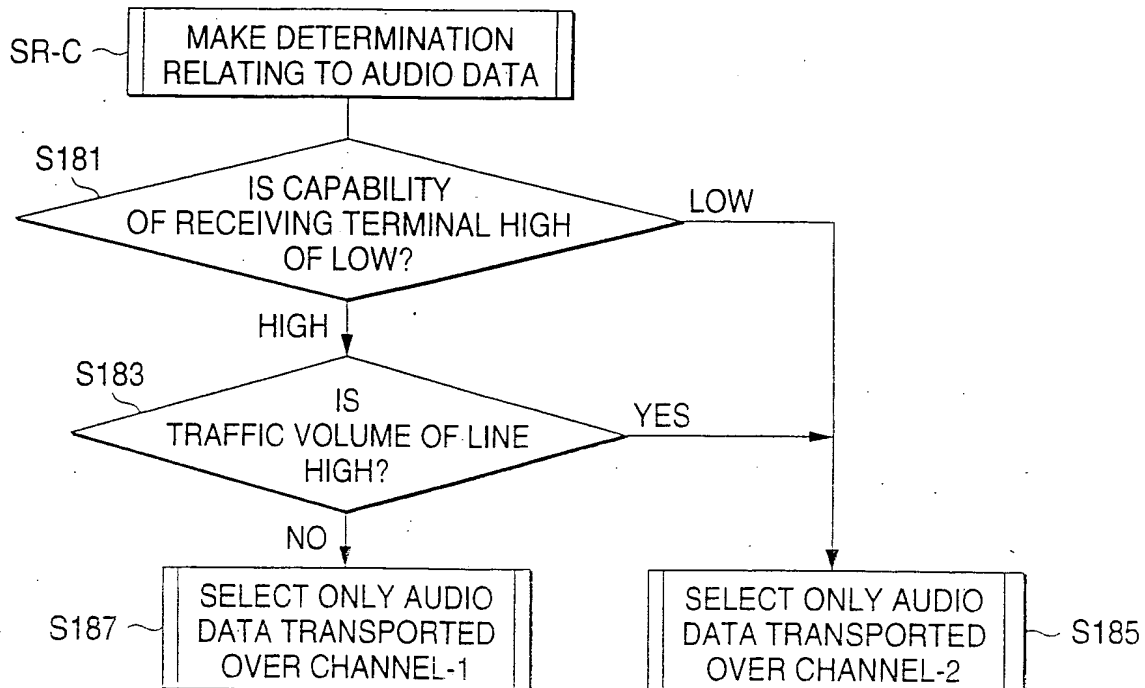 SR-C
MAKE DETERMINATION
RELATING TO AUDIO DATA
S181
IS CAPABILITY
OF RECEIVING TERMINAL HIGH
OF LOW?
LOW
HIGH
S183
IS
TRAFFIC VOLUME OF LINE
HIGH?
YES
NO
S187
SELECT ONLY AUDIO
DATA TRANSPORTED
OVER CHANNEL-1
SELECT ONLY AUDIO
DATA TRANSPORTED
OVER CHANNEL-2
S185